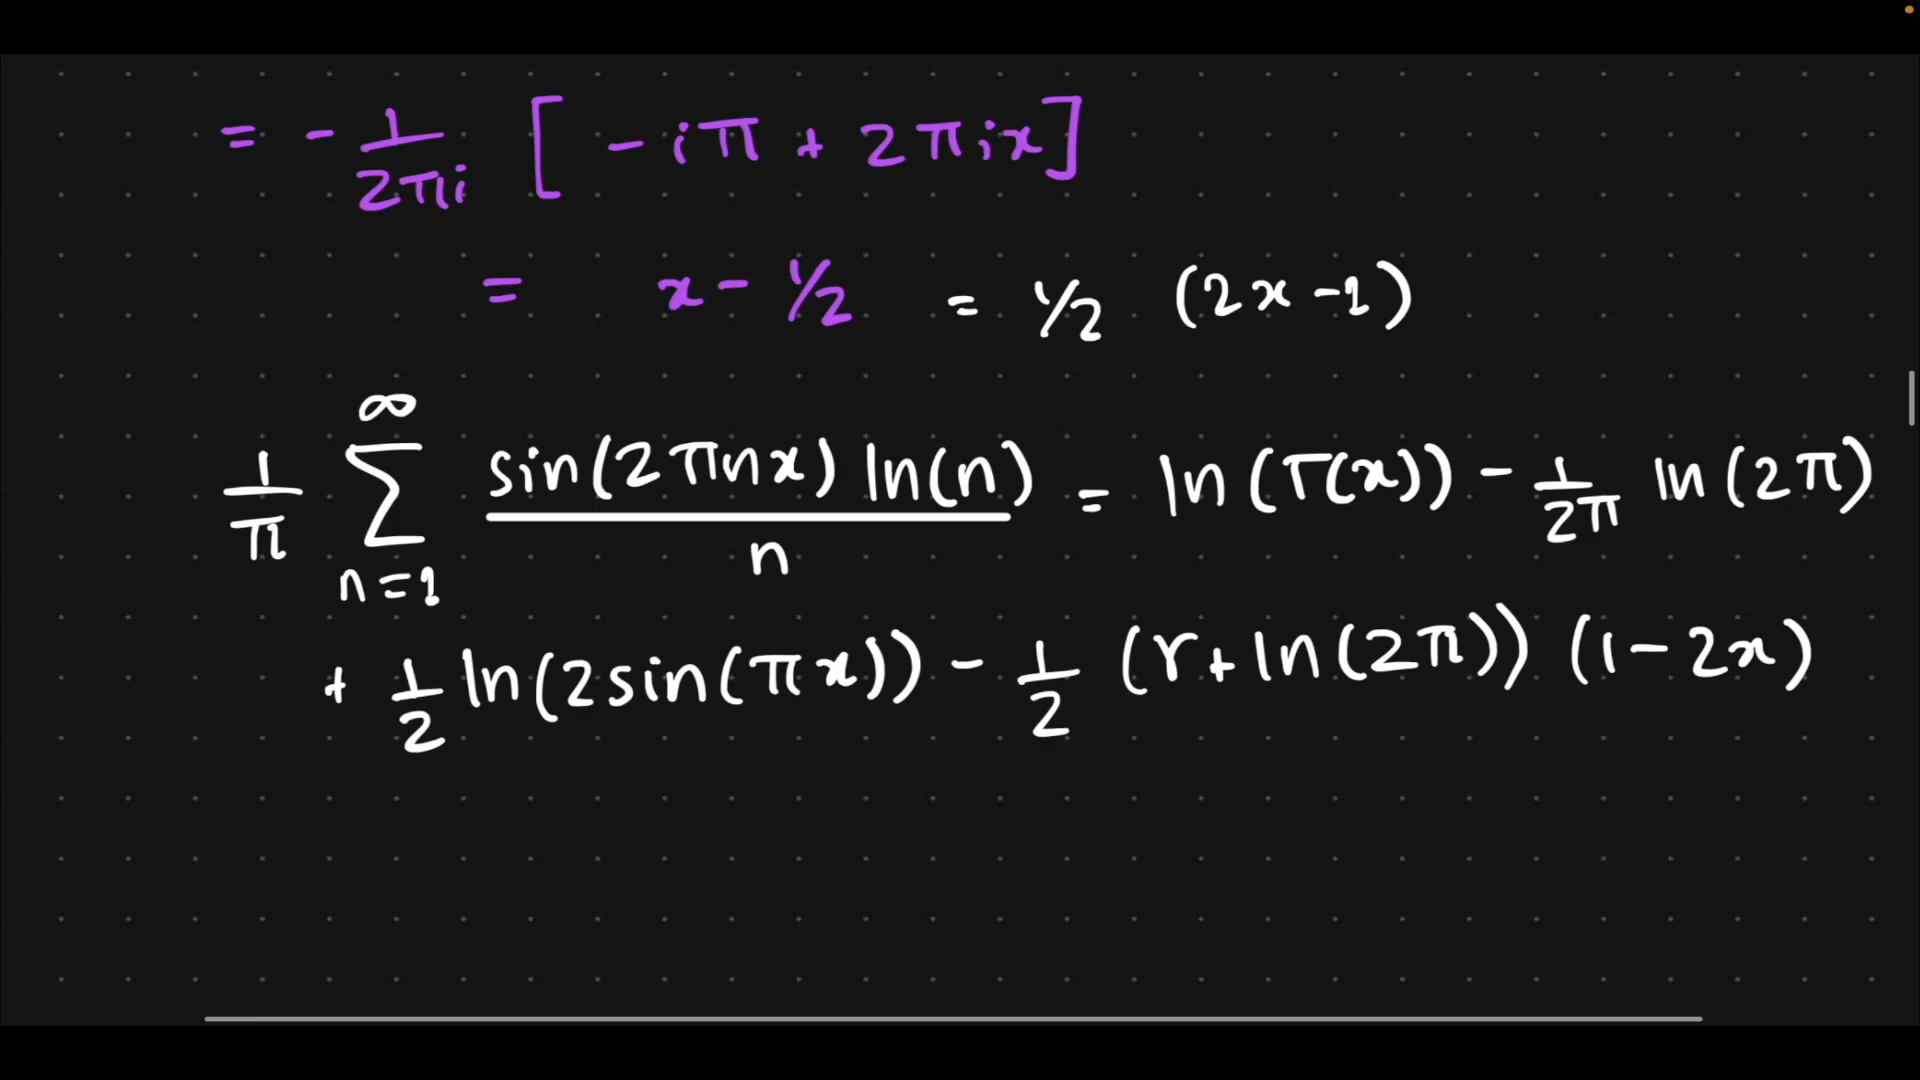 = - 1/2πi [ - iπ + 2πix ]
= x - 1/2 = 1/2 (2x - 1)
1/π ∑_{n=1}^{∞} sin(2πnx) ln(n) / n = ln(Γ(x)) - 1/2π ln(2π)
+ 1/2 ln(2sin(πx)) - 1/2 (γ + ln(2π)) (1 - 2x)